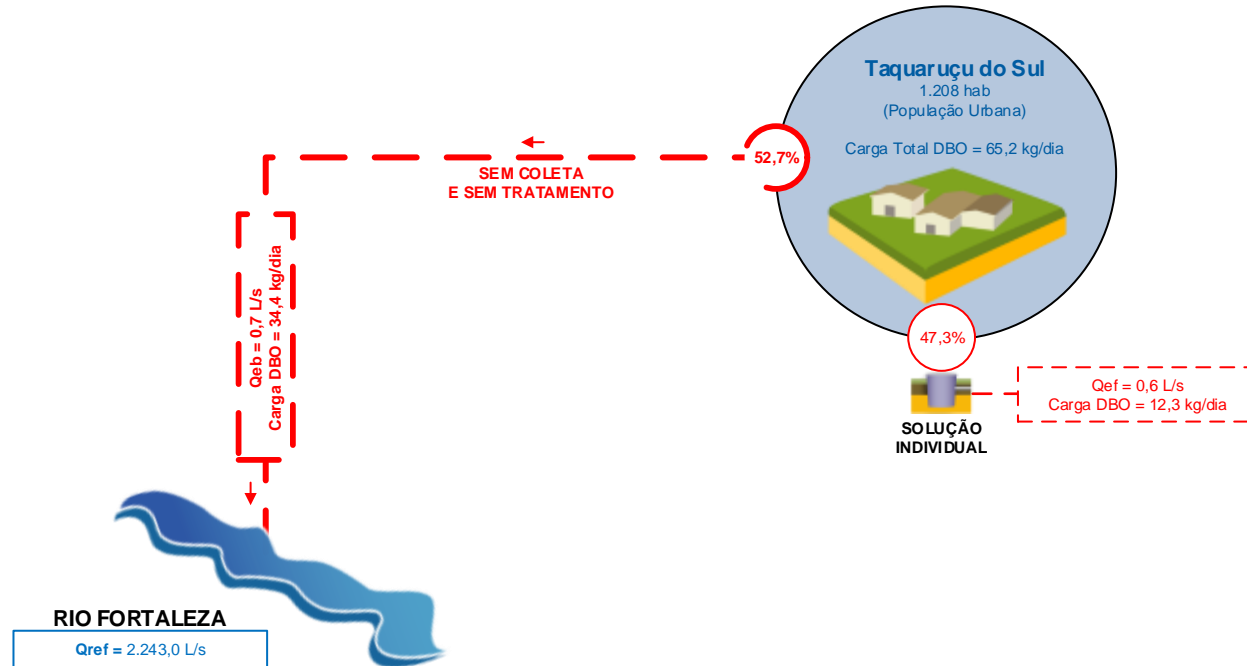 Taquaruçu do Sul
1.208 hab
(População Urbana)
Carga Total DBO = 65,2 kg/dia
52,7%
SEM COLETA
E SEM TRATAMENTO
Qeb = 0,7 L/s
Carga DBO = 34,4 kg/dia
47,3%
Qef = 0,6 L/s
Carga DBO = 12,3 kg/dia
SOLUÇÃO
INDIVIDUAL
RIO FORTALEZA
Qref = 2.243,0 L/s